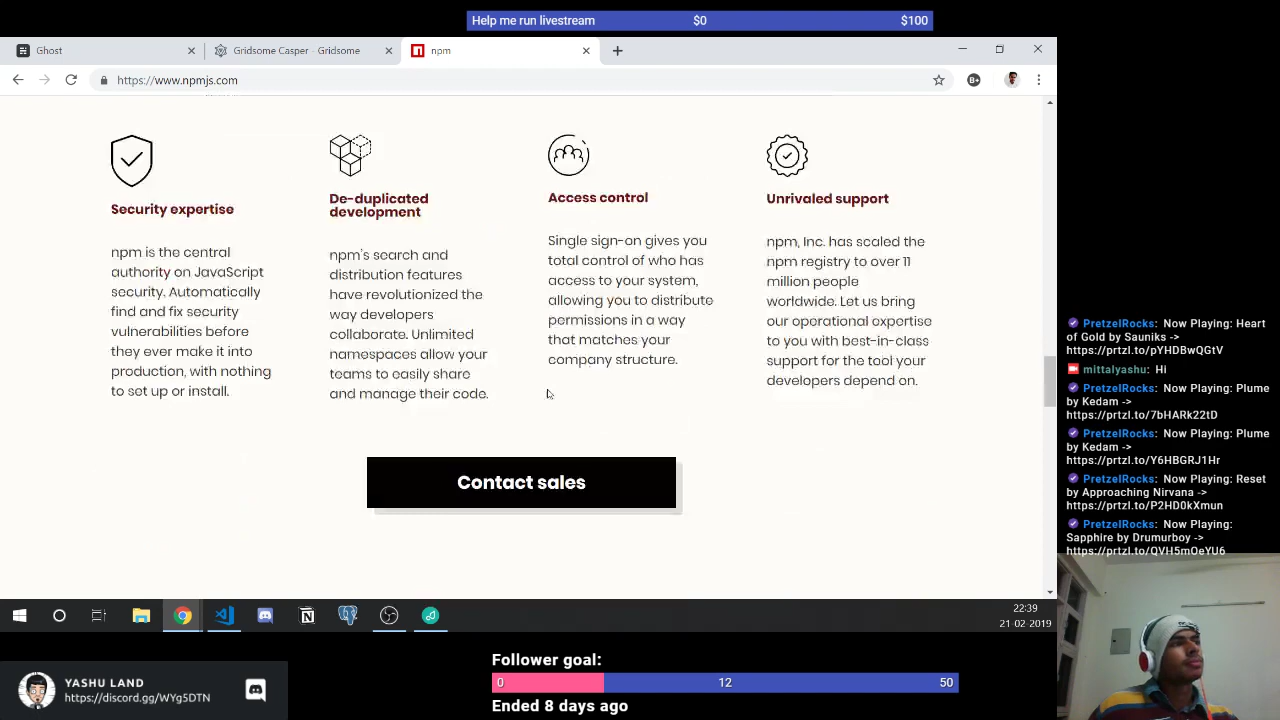 Help me run livestream $0 $100
Ghost
Gridsome Casper - Gridsome
npm
https://www.npmjs.com
B+
Security expertise
npm is the central
authority on JavaScript
security. Automatically
find and fix security
vulnerabilities before
they ever make it into
production, with nothing
to set up or install.
De-duplicated
development
npm's search and
distribution features
have revolutionized the
way developers
collaborate. Unlimited
namespaces allow your
teams to easily share
and manage their code.
Access control
Single sign-on gives you
total control of who has
access to your system,
allowing you to distribute
permissions in a way
that matches your
company structure.
Unrivaled support
npm, Inc. has scaled the
npm registry to over 11
million people
worldwide. Let us bring
our operational expertise
to you with best-in-class
support for the tool your
developers depend on.
Contact sales
PretzelRocks: Now Playing: Heart
of Gold by Sauniks ->
https://prtzl.to/pYHDBwQGtV
mittalyashu: Hi
PretzelRocks: Now Playing: Plume
by Kedam ->
https://prtzl.to/7bHARk22tD
PretzelRocks: Now Playing: Plume
by Kedam ->
https://prtzl.to/Y6HBGRJ1Hr
PretzelRocks: Now Playing: Reset
by Approaching Nirvana ->
https://prtzl.to/P2HD0kXmun
PretzelRocks: Now Playing:
Sapphire by Drumurboy ->
https://prtzl.to/QVH5mOeYU6
22:39
21-02-2019
YASHU LAND
https://discord.gg/WYg5DTN
Follower goal:
0 12 50
Ended 8 days ago